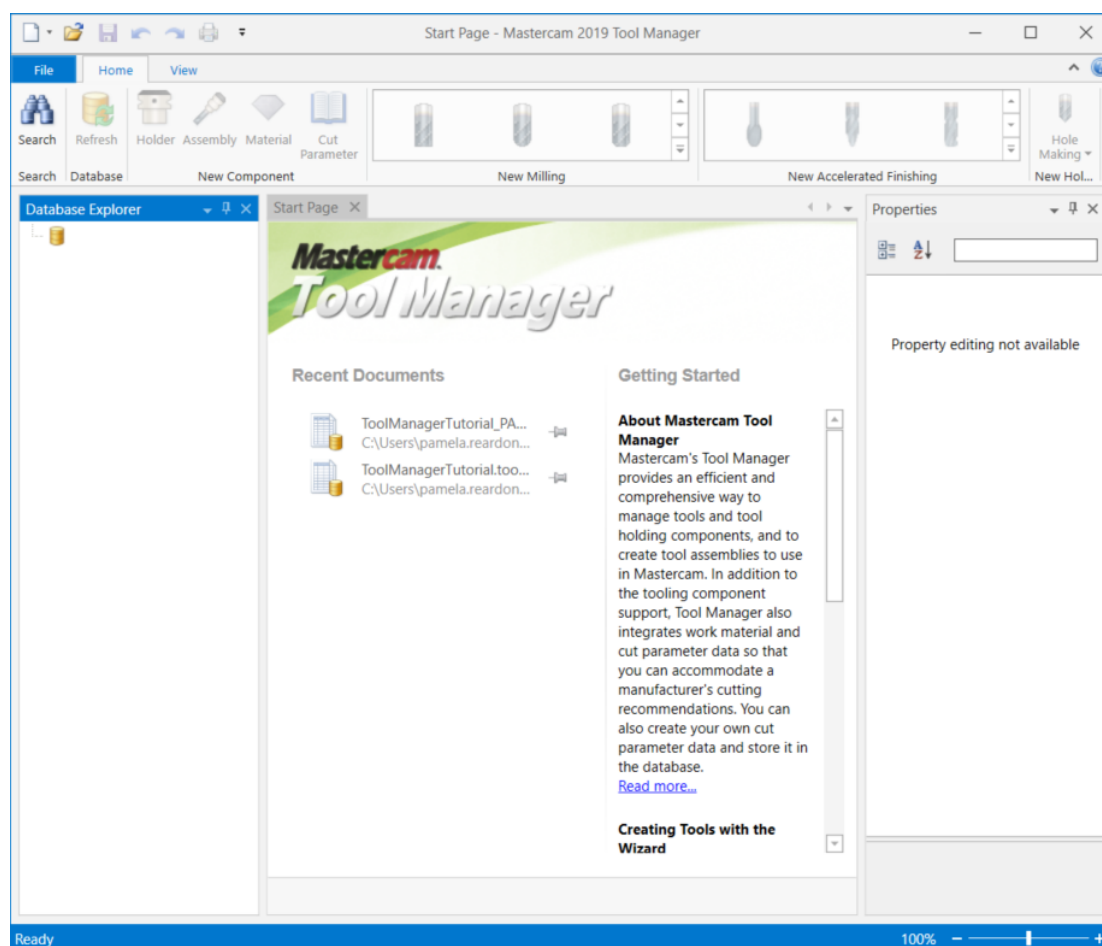 Start Page - Mastercam 2019 Tool Manager
File Home View
Search Refresh Holder Assembly Material Cut Parameter Hole Making
Search Database New Component New Milling New Accelerated Finishing New Hol...
Database Explorer
Start Page
Properties
Mastercam.
Tool Manager
Property editing not available
Recent Documents
ToolManagerTutorial_PA...
C:\Users\pamela.reardon...
ToolManagerTutorial.too...
C:\Users\pamela.reardon...
Getting Started
About Mastercam Tool
Manager
Mastercam's Tool Manager
provides an efficient and
comprehensive way to
manage tools and tool
holding components, and to
create tool assemblies to use
in Mastercam. In addition to
the tooling component
support, Tool Manager also
integrates work material and
cut parameter data so that
you can accommodate a
manufacturer's cutting
recommendations. You can
also create your own cut
parameter data and store it in
the database.
Read more...
Creating Tools with the
Wizard
Ready 100%